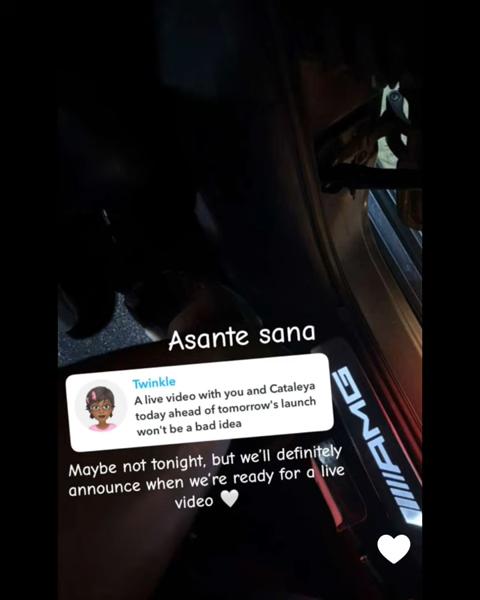 Asante sana
Twinkle
A live video with you and Cataleya
today ahead of tomorrow's launch
won't be a bad idea
Maybe not tonight, but we'll definitely
announce when we're ready for a live
video 🤍
AMG